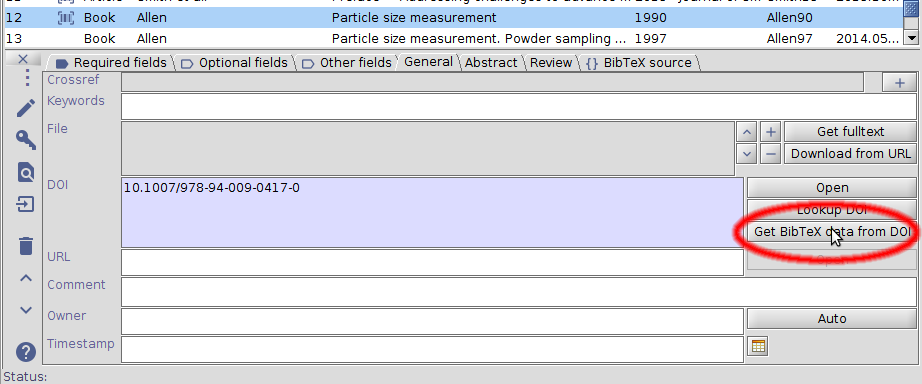 12 Book Allen Particle size measurement 1990 Allen90
13 Book Allen Particle size measurement. Powder sampling ... 1997 Allen97 2014.05...
Required fields Optional fields Other fields General Abstract Review {} BibTeX source
Crossref +
Keywords
File + Get fulltext
Download from URL
DOI 10.1007/978-94-009-0417-0 Open
Lookup DOI
Get BibTeX data from DOI
URL
Comment
Owner Auto
Timestamp
Status: